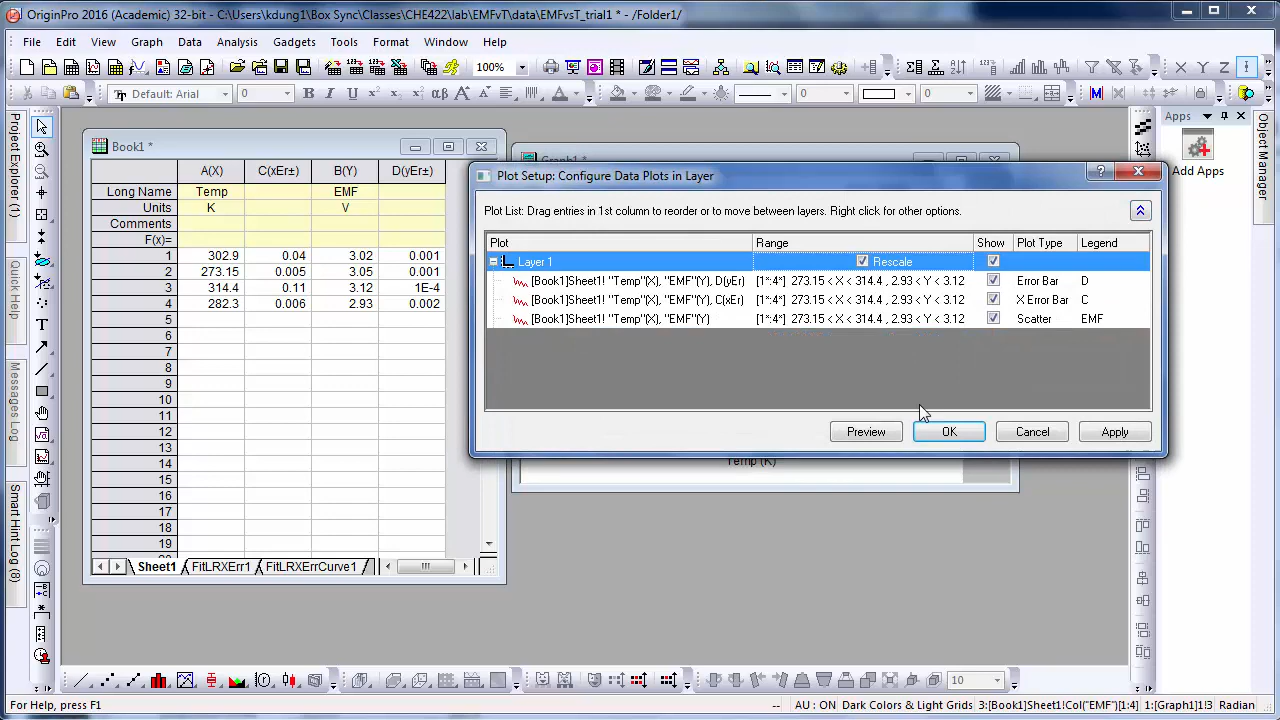 OriginPro 2016 (Academic) 32-bit - C:\Users\kdung1\Box Sync\Classes\CHE422\lab\EMFvT\data\EMFvsT_trial1 * - /Folder1/
File Edit View Graph Data Analysis Gadgets Tools Format Window Help
100%
Default: Arial 0 0 0
Project Explorer (1)
Quick Help
Messages Log
Smart Hint Log (8)
Book1 *
A(X) C(xEr±) B(Y) D(yEr±)
Long Name Temp EMF
Units K V
Comments
F(x)=
1 292.9 0.04 3.02 0.001
2 273.15 0.005 3.05 0.001
3 314.4 0.11 3.12 1E-4
4 282.3 0.006 2.93 0.002
5
6
7
8
9
10
11
12
13
14
15
16
17
18
19
Sheet1 FitLRXErr1 FitLRXErrCurve1
Graph1 *
Temp (K)
Plot Setup: Configure Data Plots in Layer
Plot List: Drag entries in 1st column to reorder or to move between layers. Right click for other options.
Plot Range Show Plot Type Legend
Layer 1 Rescale
[Book1]Sheet1! "Temp"(X), "EMF"(Y) D(yEr) [1*:4*] 273.15 < X < 314.4 , 2.93 < Y < 3.12 Error Bar D
[Book1]Sheet1! "Temp"(X), "EMF"(Y) C(xEr) [1*:4*] 273.15 < X < 314.4 , 2.93 < Y < 3.12 X Error Bar C
[Book1]Sheet1! "Temp"(X), "EMF"(Y) [1*:4*] 273.15 < X < 314.4 , 2.93 < Y < 3.12 Scatter EMF
Preview OK Cancel Apply
Apps
Add Apps
Object Manager
10
For Help, press F1 -- AU : ON Dark Colors & Light Grids 3:[Book1]Sheet1!Col("EMF")[1:4] 1:[Graph1]1!3 Radian